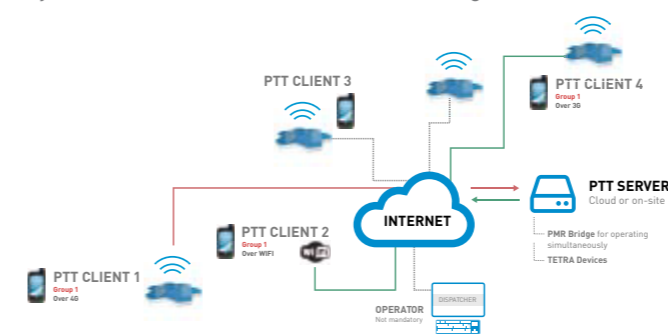 PTT CLIENT 3
PTT CLiENT 4
Group 1
Over 3G
PTT SERVER
Cloud or on-site
PMR Bridge for operating
simultaneously
TETRA Devices
INTERNET
PTT CLIENT 2
Group 1
Over WIFI
PTT CLIENT 1
Group 1
Over 4G
OPERATOR
Not mandatory
DISPATCHER